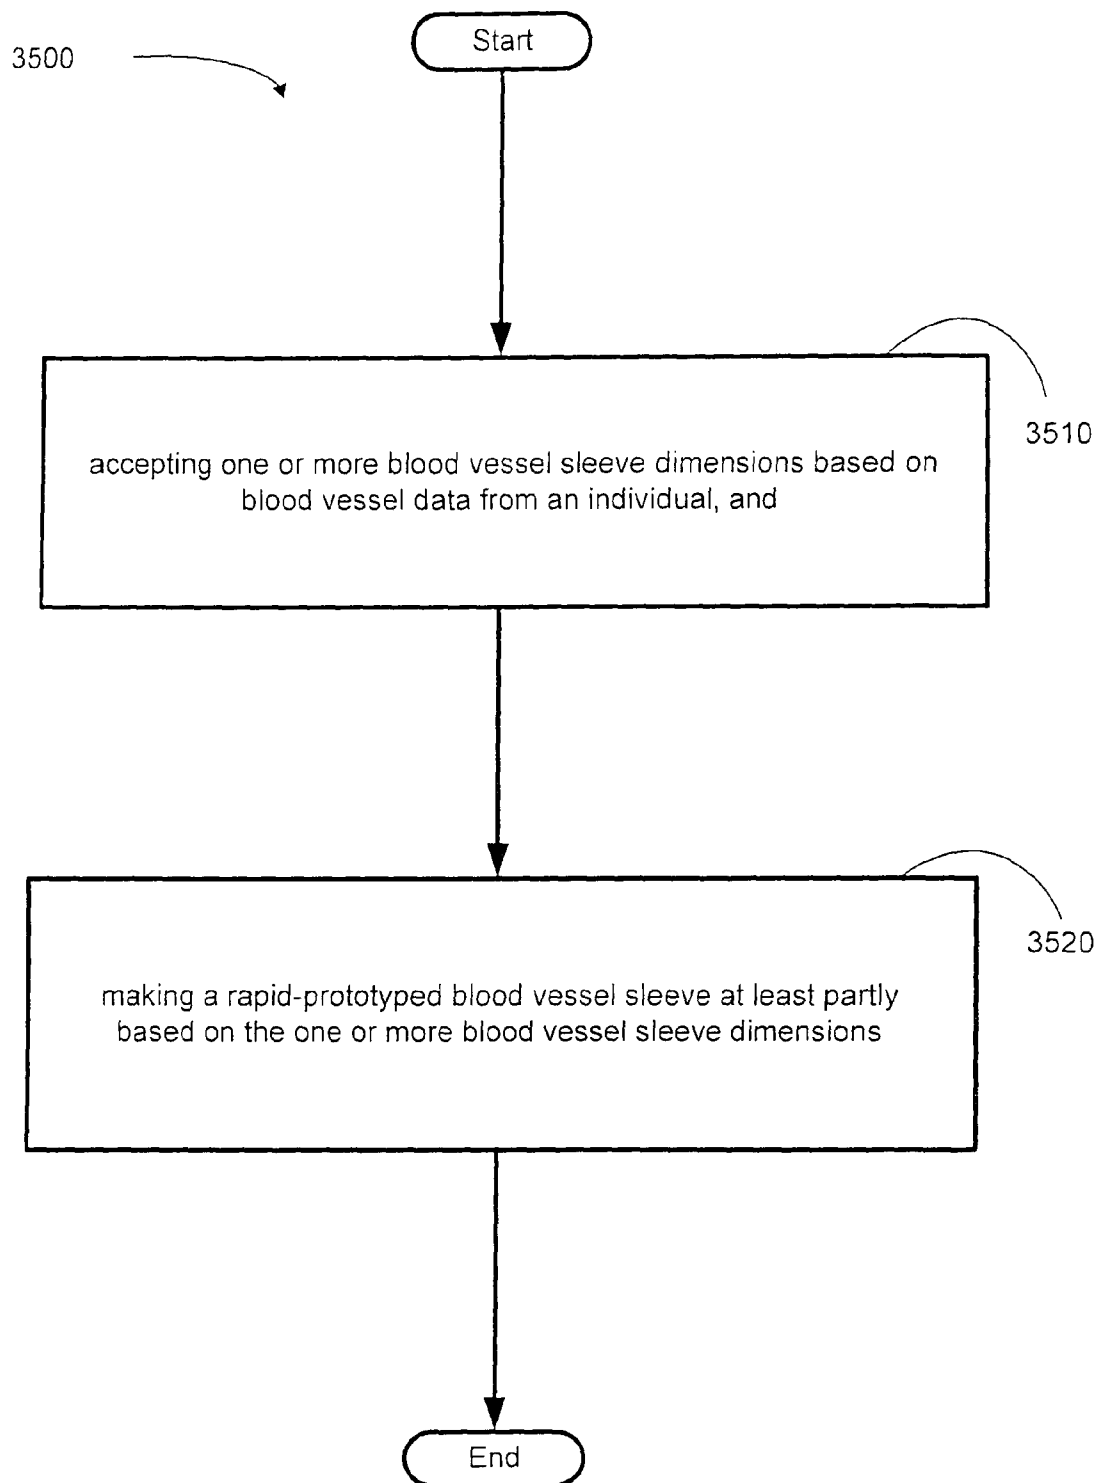 Start
3500
3510
accepting one or more blood vessel sleeve dimensions based on
blood vessel data from an individual, and
3520
making a rapid-prototyped blood vessel sleeve at least partly
based on the one or more blood vessel sleeve dimensions
End